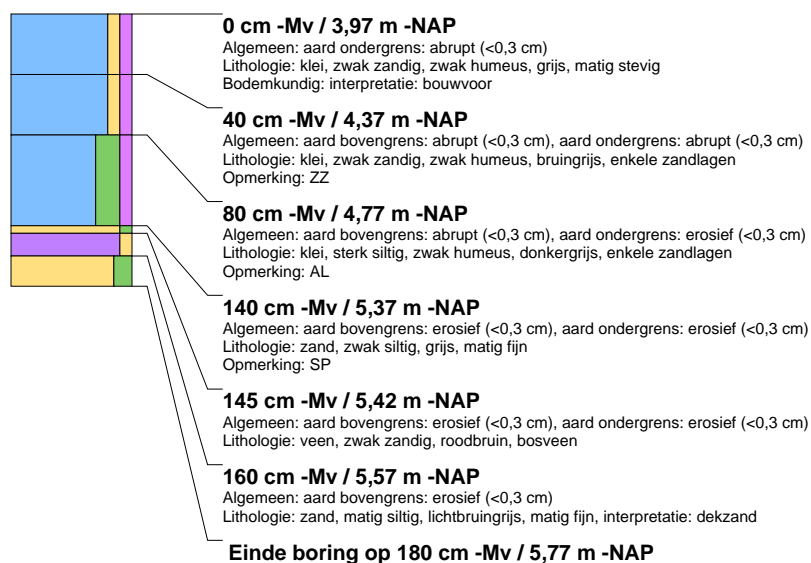 0 cm -Mv / 3,97 m -NAP
Algemeen: aard ondergrens: abrupt (<0,3 cm)
Lithologie: klei, zwak zandig, zwak humeus, grijs, matig stevig
Bodemkundig: interpretatie: bouwvoor
40 cm -Mv / 4,37 m -NAP
Algemeen: aard bovengrens: abrupt (<0,3 cm), aard ondergrens: abrupt (<0,3 cm)
Lithologie: klei, zwak zandig, zwak humeus, bruingrijs, enkele zandlagen
Opmerking: ZZ
80 cm -Mv / 4,77 m -NAP
Algemeen: aard bovengrens: abrupt (<0,3 cm), aard ondergrens: erosief (<0,3 cm)
Lithologie: klei, sterk siltig, zwak humeus, donkergrijs, enkele zandlagen
Opmerking: AL
140 cm -Mv / 5,37 m -NAP
Algemeen: aard bovengrens: erosief (<0,3 cm), aard ondergrens: erosief (<0,3 cm)
Lithologie: zand, zwak siltig, grijs, matig fijn
Opmerking: SP
145 cm -Mv / 5,42 m -NAP
Algemeen: aard bovengrens: erosief (<0,3 cm), aard ondergrens: erosief (<0,3 cm)
Lithologie: veen, zwak zandig, roodbruin, bosveen
160 cm -Mv / 5,57 m -NAP
Algemeen: aard bovengrens: erosief (<0,3 cm)
Lithologie: zand, matig siltig, lichtbruingrijs, matig fijn, interpretatie: dekzand
Einde boring op 180 cm -Mv / 5,77 m -NAP